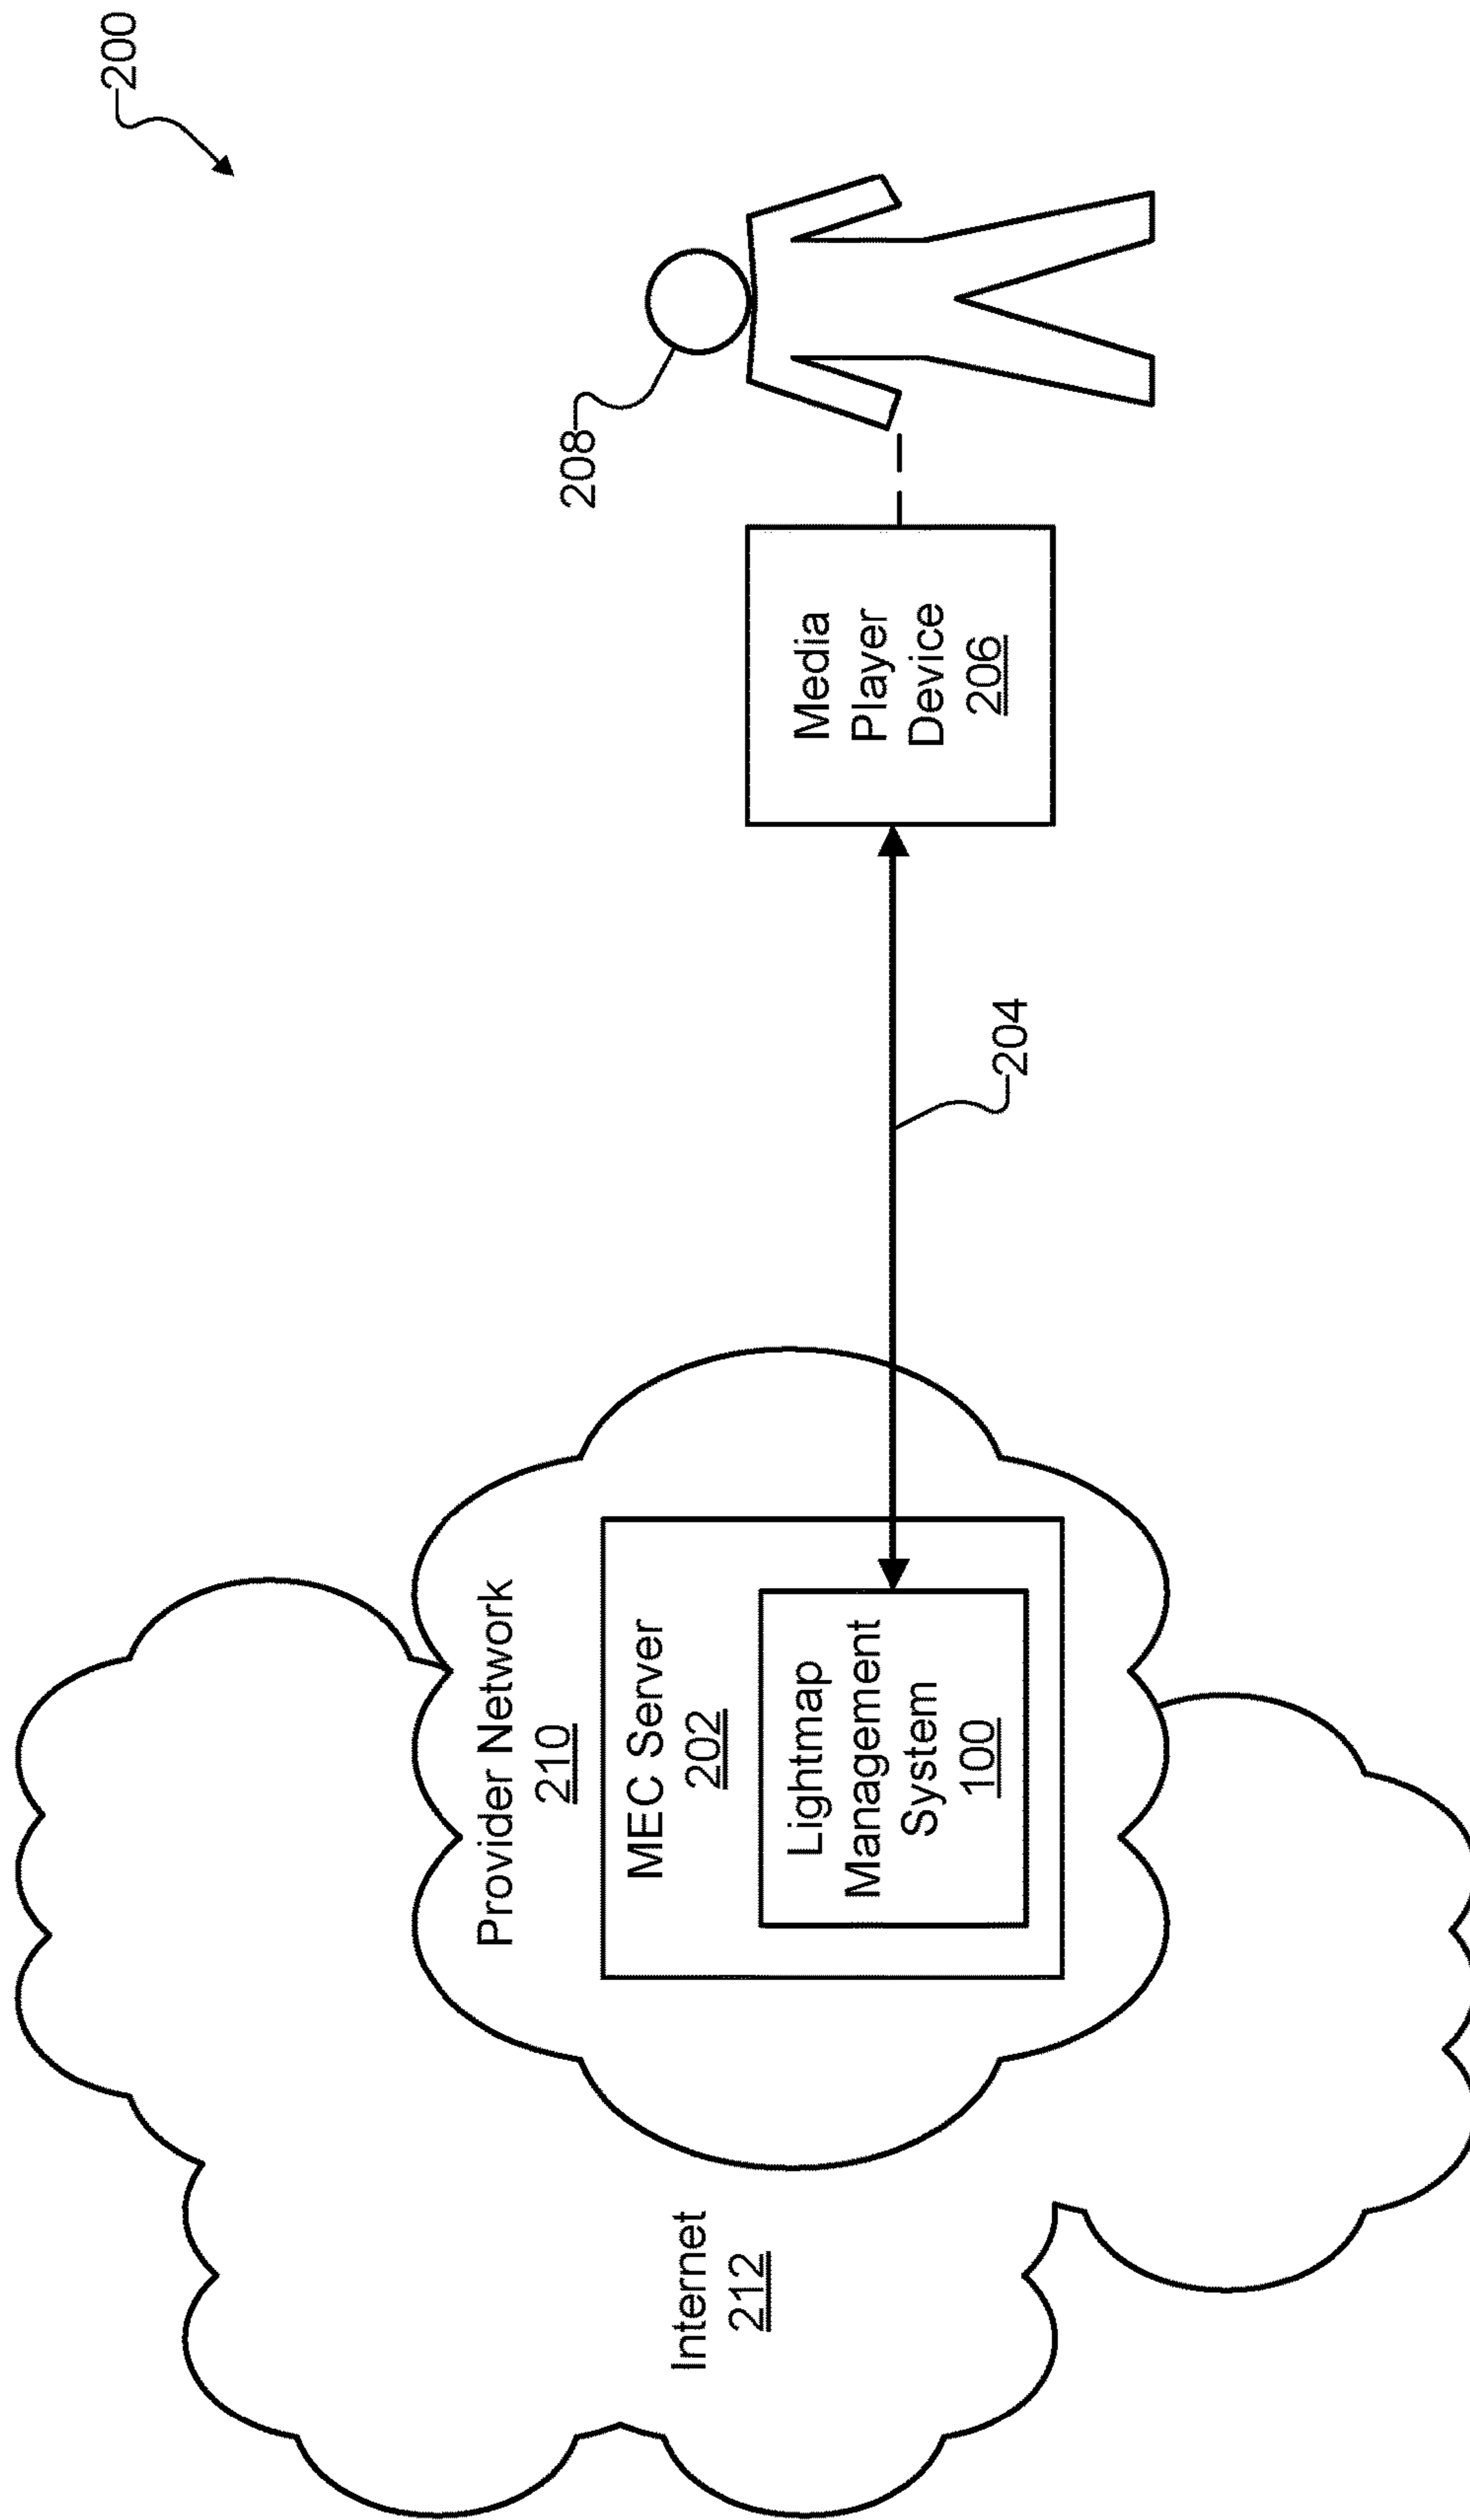 200
208
Media
Player
Device
206
204
Provider Network
210
MEC Server
202
Lightmap
Management
System
100
Internet
212